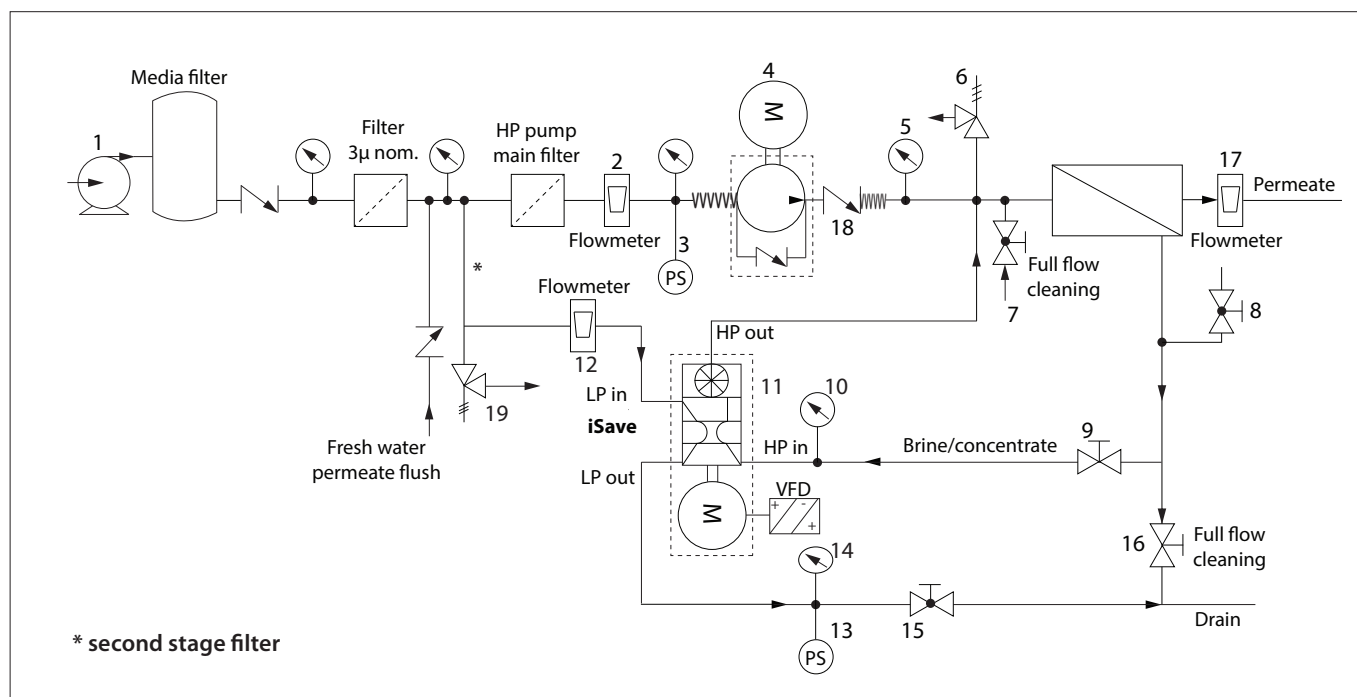 Media filter
1
Filter
3µ nom.
HP pump
main filter
2
Flowmeter
3
PS
4
M
18
5
6
7
Full flow
cleaning
17
Permeate
Flowmeter
8
*
Flowmeter
12
HP out
LP in
11
iSave
19
Fresh water
permeate flush
10
HP in
Brine/concentrate
9
LP out
M
VFD
+
-
+
14
13
PS
15
16
Full flow
cleaning
Drain
* second stage filter